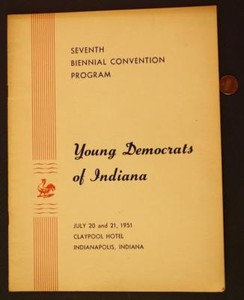 SEVENTH
BIENNIAL CONVENTION
PROGRAM
Young Democrats
of Indiana
JULY 20 and 21, 1951
CLAYPOOL HOTEL
INDIANAPOLIS, INDIANA